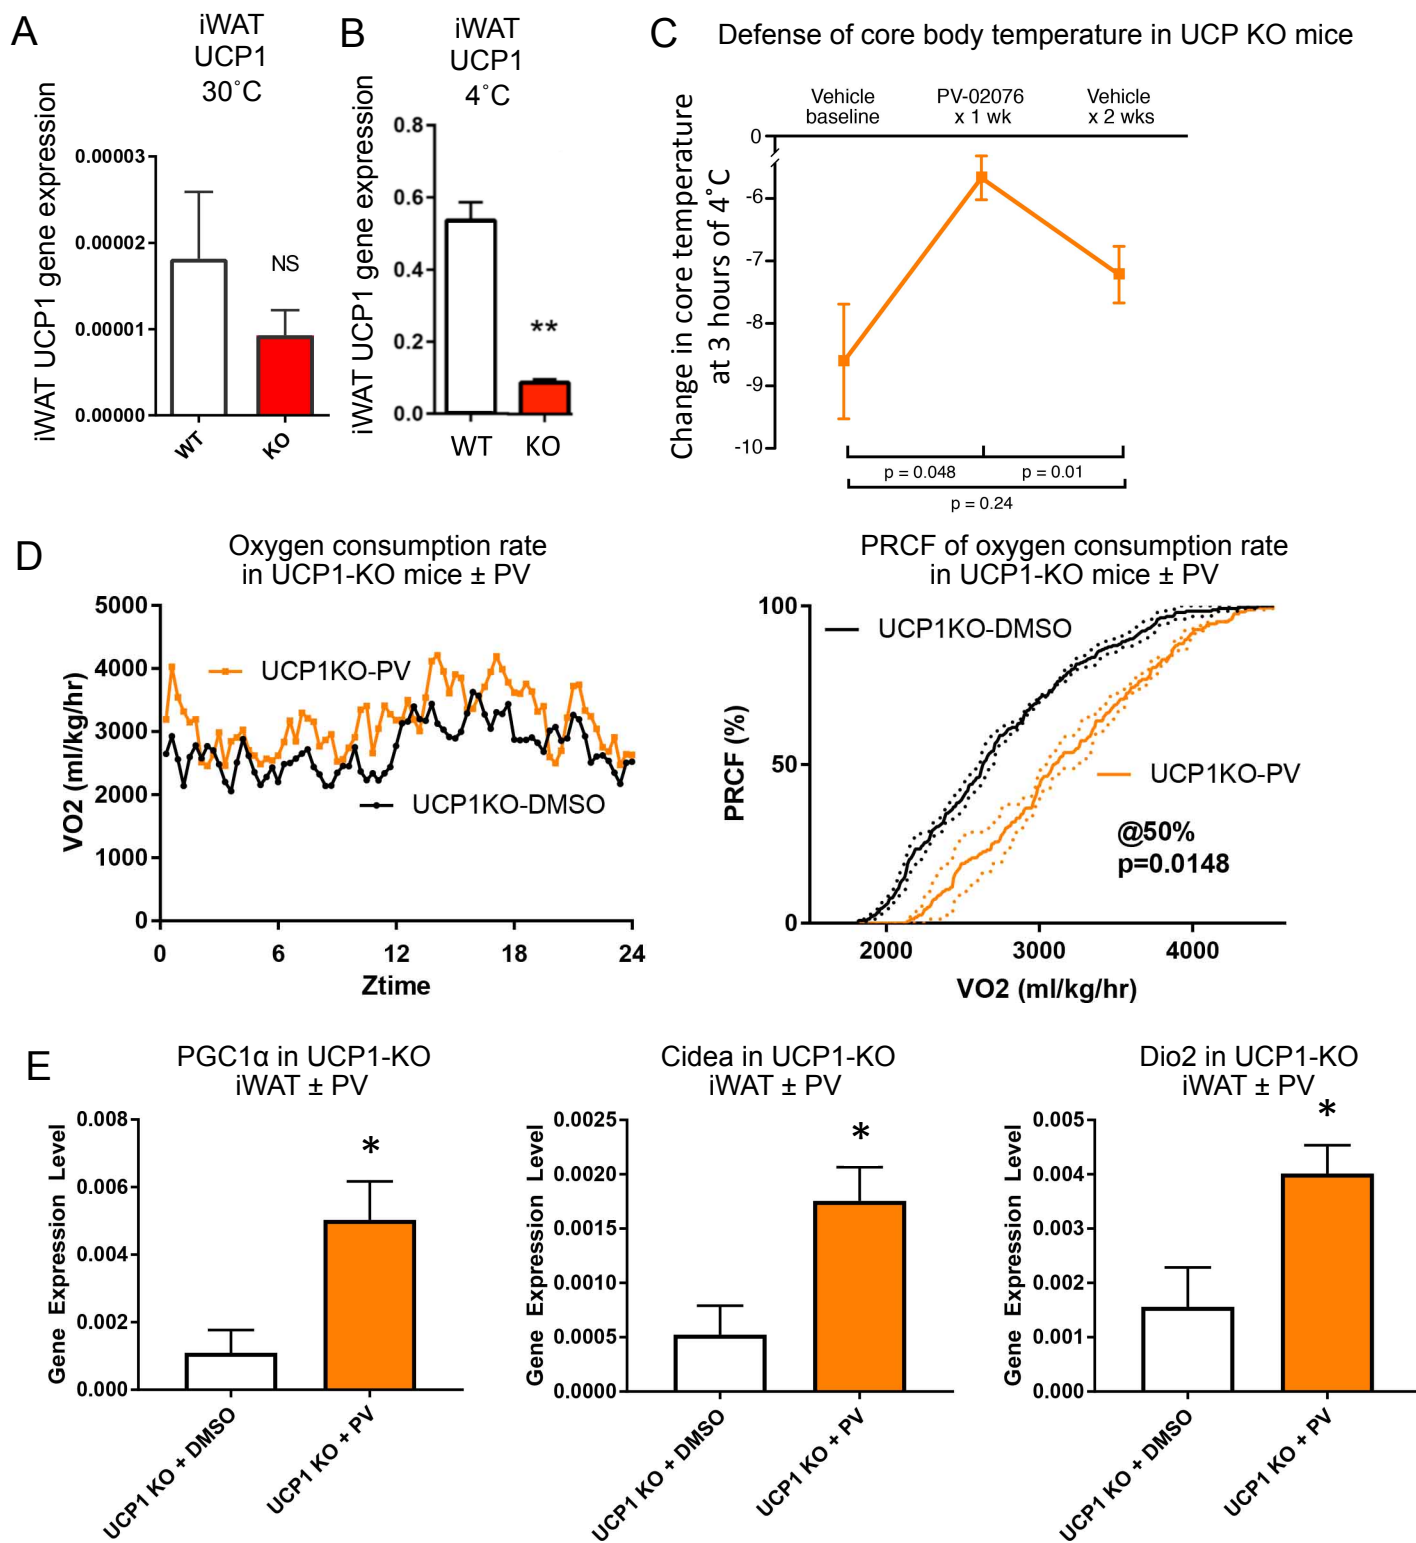 A
iWAT
UCP1
30˚C
iWAT UCP1 gene expression
0.00003
0.00002
0.00001
0.00000
NS
WT
KO
B
iWAT
UCP1
4˚C
iWAT UCP1 gene expression
0.8
0.6
0.4
0.2
0.0
**
WT
KO
C
Defense of core body temperature in UCP KO mice
Change in core temperature
at 3 hours of 4˚C
Vehicle
baseline
PV-02076
x 1 wk
Vehicle
x 2 wks
0
-6
-7
-8
-9
-10
p = 0.048
p = 0.01
p = 0.24
D
Oxygen consumption rate
in UCP1-KO mice ± PV
VO2 (ml/kg/hr)
5000
4000
3000
2000
1000
0
UCP1KO-PV
UCP1KO-DMSO
0
6
12
18
24
Ztime
PRCF of oxygen consumption rate
in UCP1-KO mice ± PV
PRCF (%)
100
50
0
UCP1KO-DMSO
UCP1KO-PV
@50%
p=0.0148
2000
3000
4000
VO2 (ml/kg/hr)
E
PGC1α in UCP1-KO
iWAT ± PV
Gene Expression Level
0.008
0.006
0.004
0.002
0.000
*
UCP1 KO + DMSO
UCP1 KO + PV
Cidea in UCP1-KO
iWAT ± PV
Gene Expression Level
0.0025
0.0020
0.0015
0.0010
0.0005
0.0000
*
UCP1 KO + DMSO
UCP1 KO + PV
Dio2 in UCP1-KO
iWAT ± PV
Gene Expression Level
0.005
0.004
0.003
0.002
0.001
0.000
*
UCP1 KO + DMSO
UCP1 KO + PV